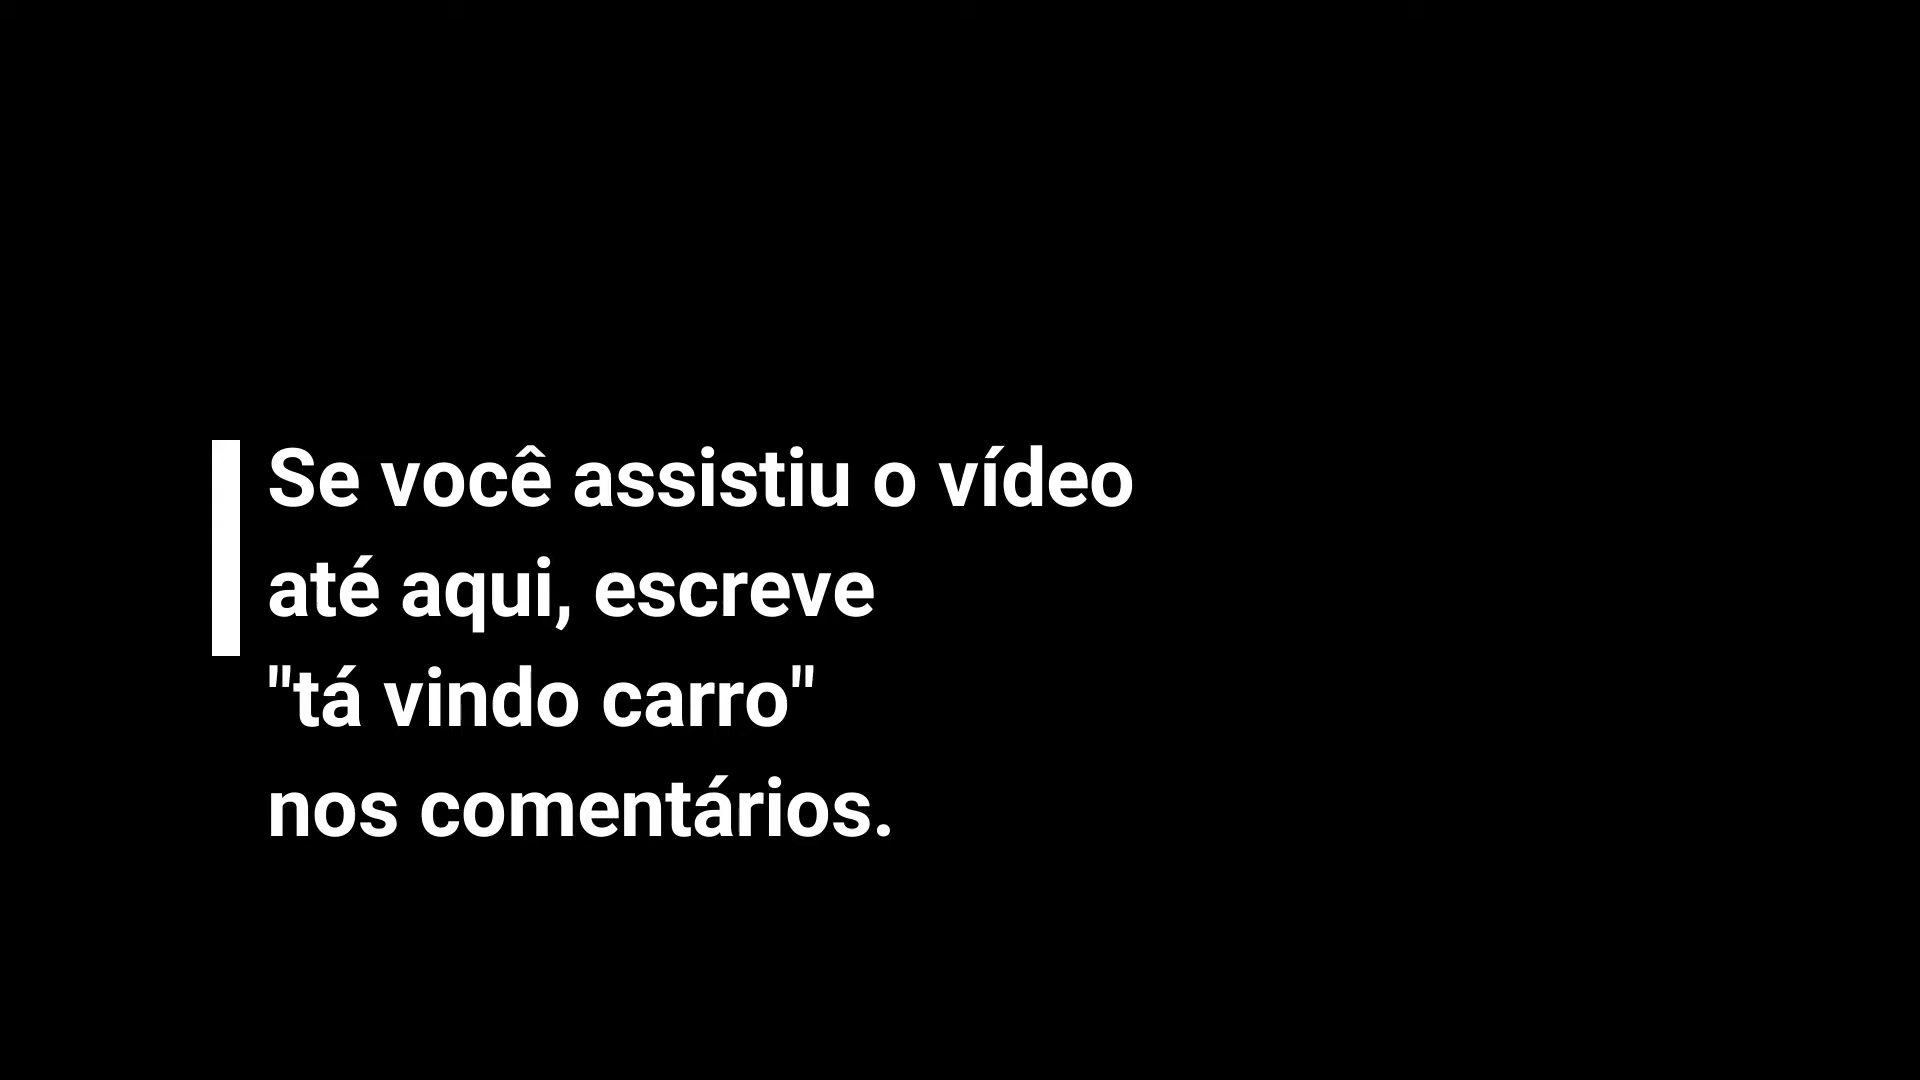 Se você assistiu o vídeo
até aqui, escreve
"tá vindo carro"
nos comentários.